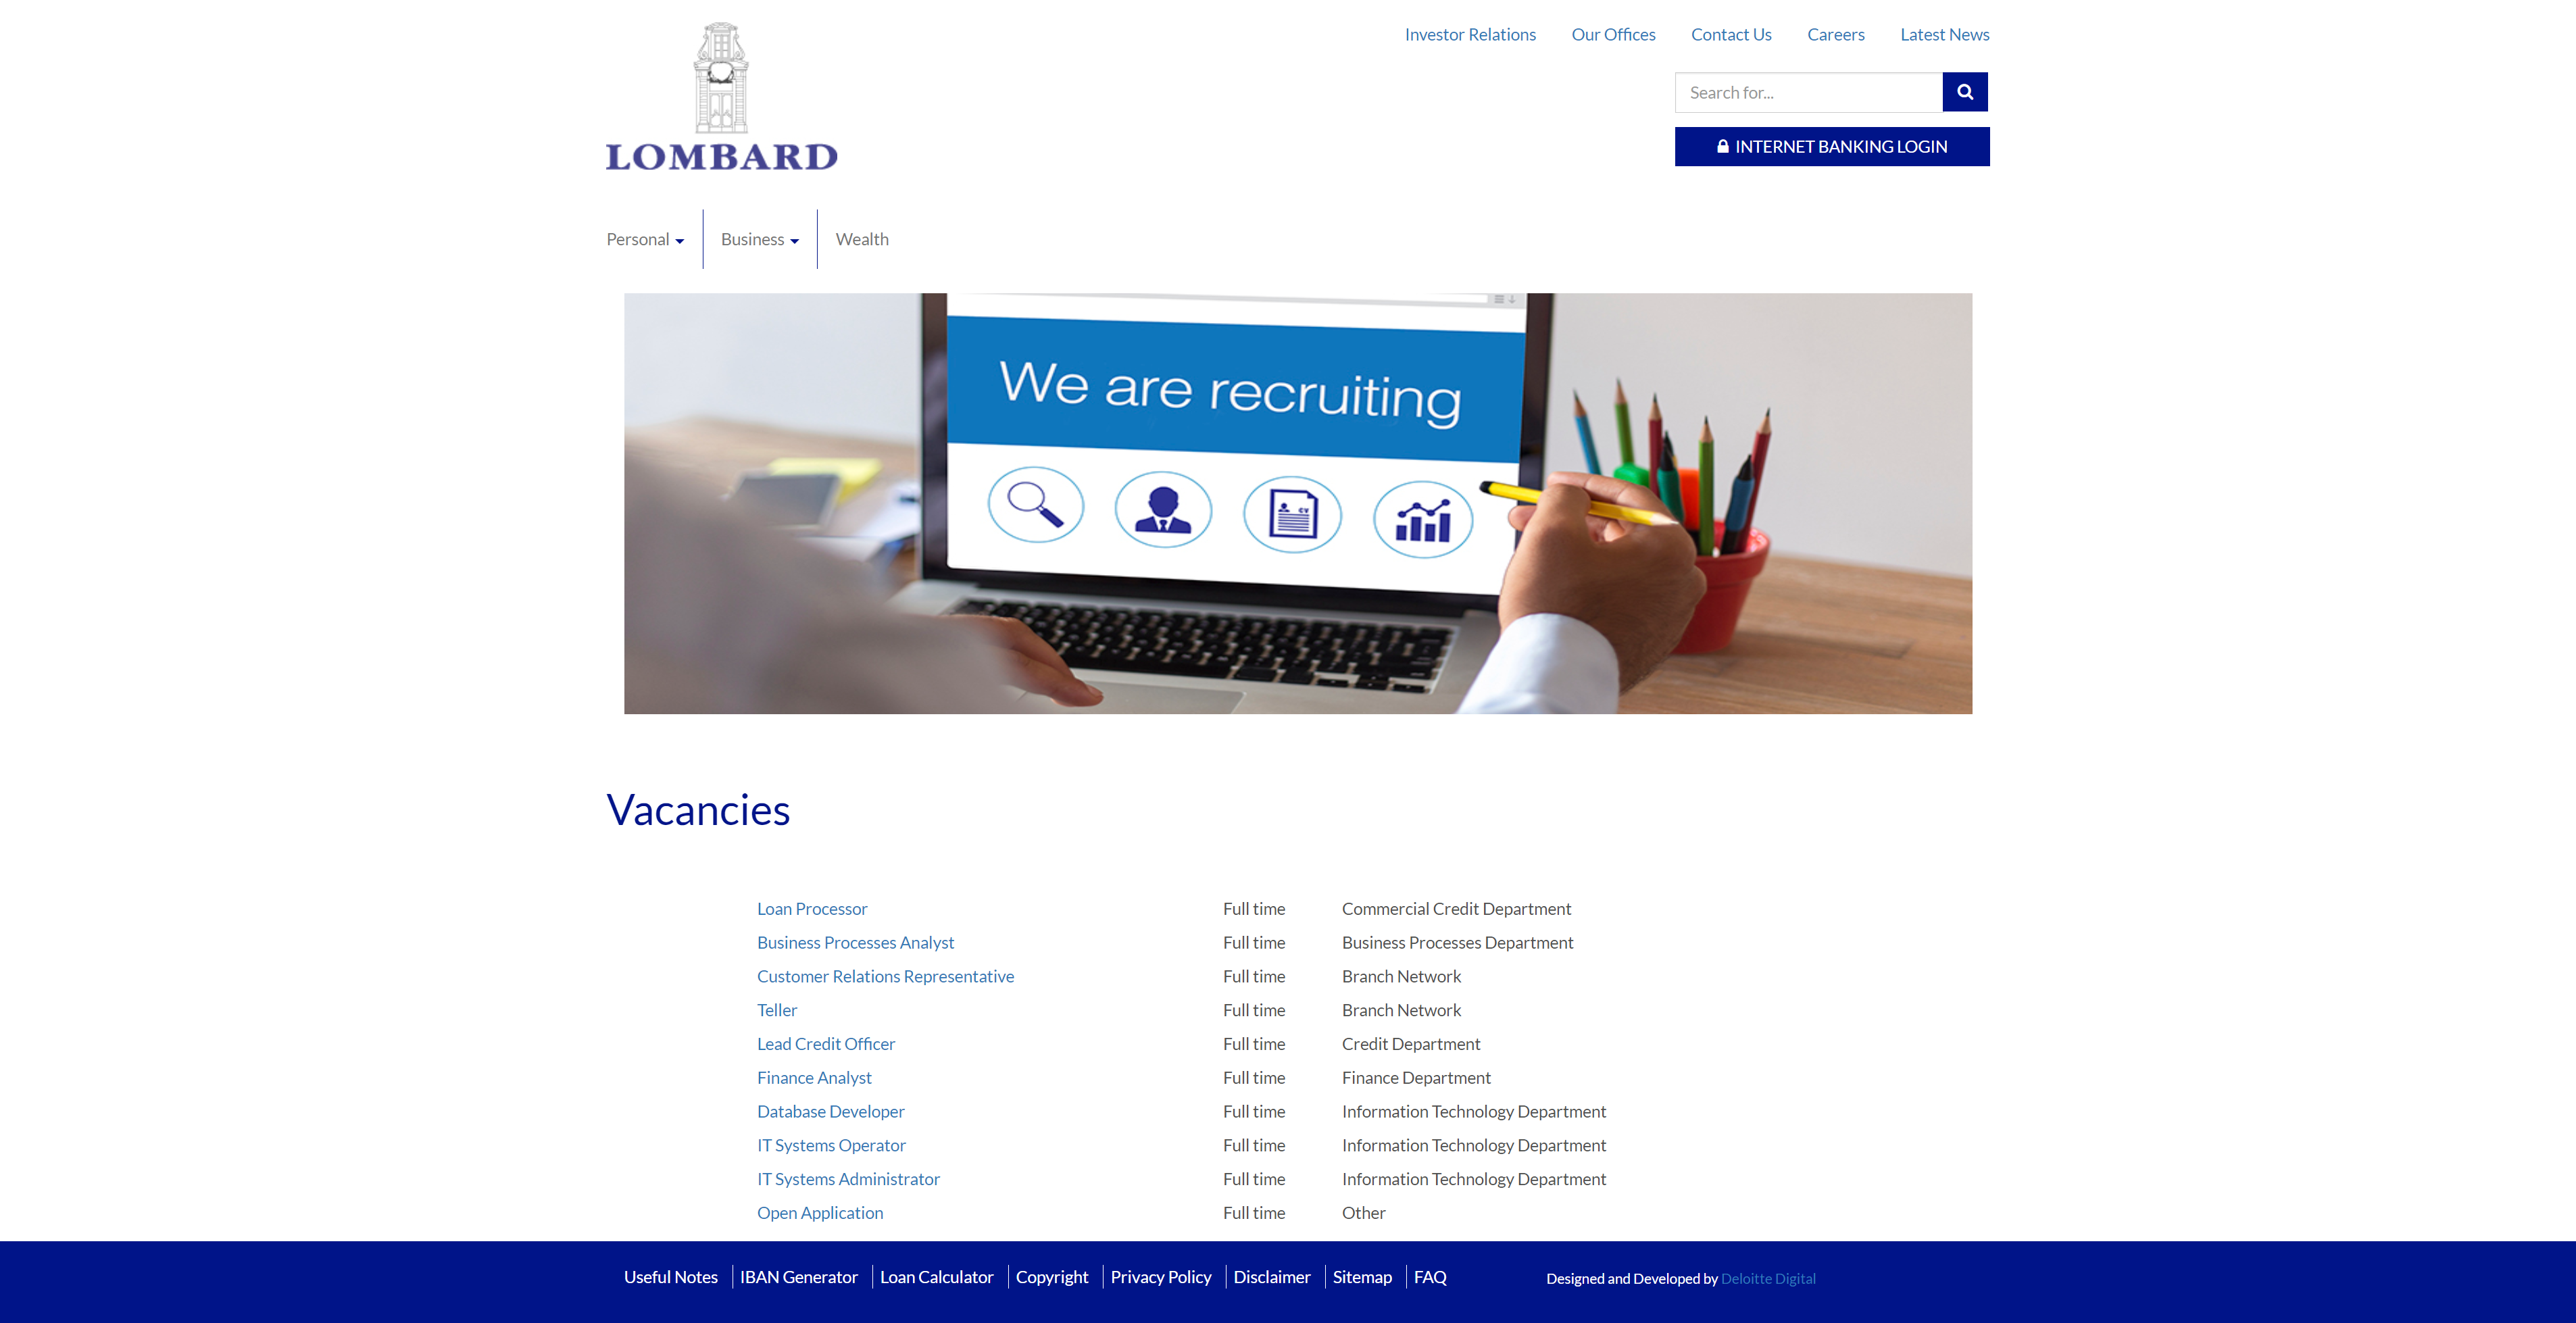 Investor Relations Our Offices Contact Us Careers Latest News
LOMBARD
Search for...
INTERNET BANKING LOGIN
Personal Business Wealth
We are recruiting
CV
Vacancies
Loan Processor Full time Commercial Credit Department
Business Processes Analyst Full time Business Processes Department
Customer Relations Representative Full time Branch Network
Teller Full time Branch Network
Lead Credit Officer Full time Credit Department
Finance Analyst Full time Finance Department
Database Developer Full time Information Technology Department
IT Systems Operator Full time Information Technology Department
IT Systems Administrator Full time Information Technology Department
Open Application Full time Other
Useful Notes IBAN Generator Loan Calculator Copyright Privacy Policy Disclaimer Sitemap FAQ Designed and Developed by Deloitte Digital